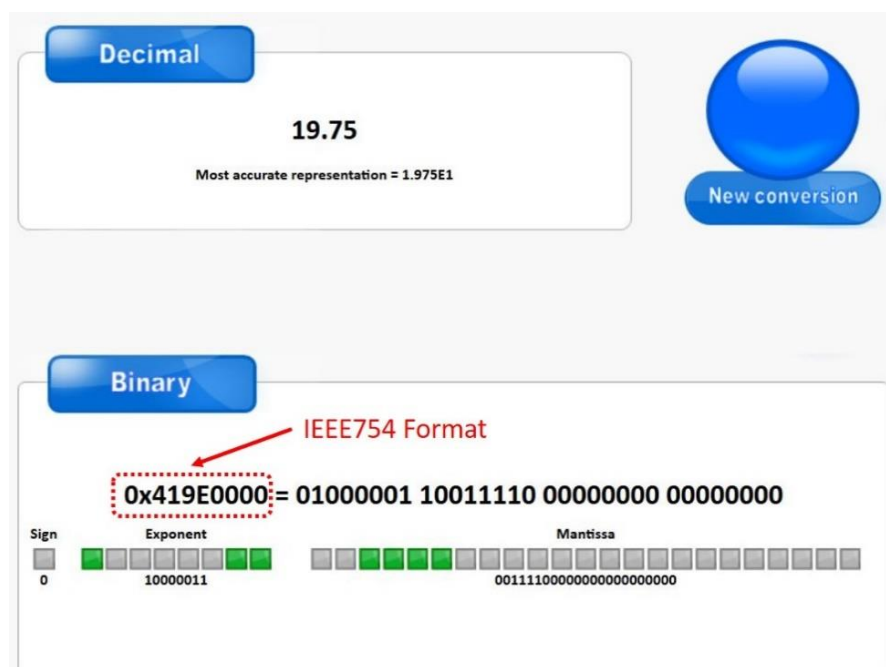 Decimal
19.75
Most accurate representation = 1.975E1
New conversion
Binary
IEEE754 Format
0x419E0000 = 01000001 10011110 00000000 00000000
Sign Exponent Mantissa
0 10000011 00111100000000000000000